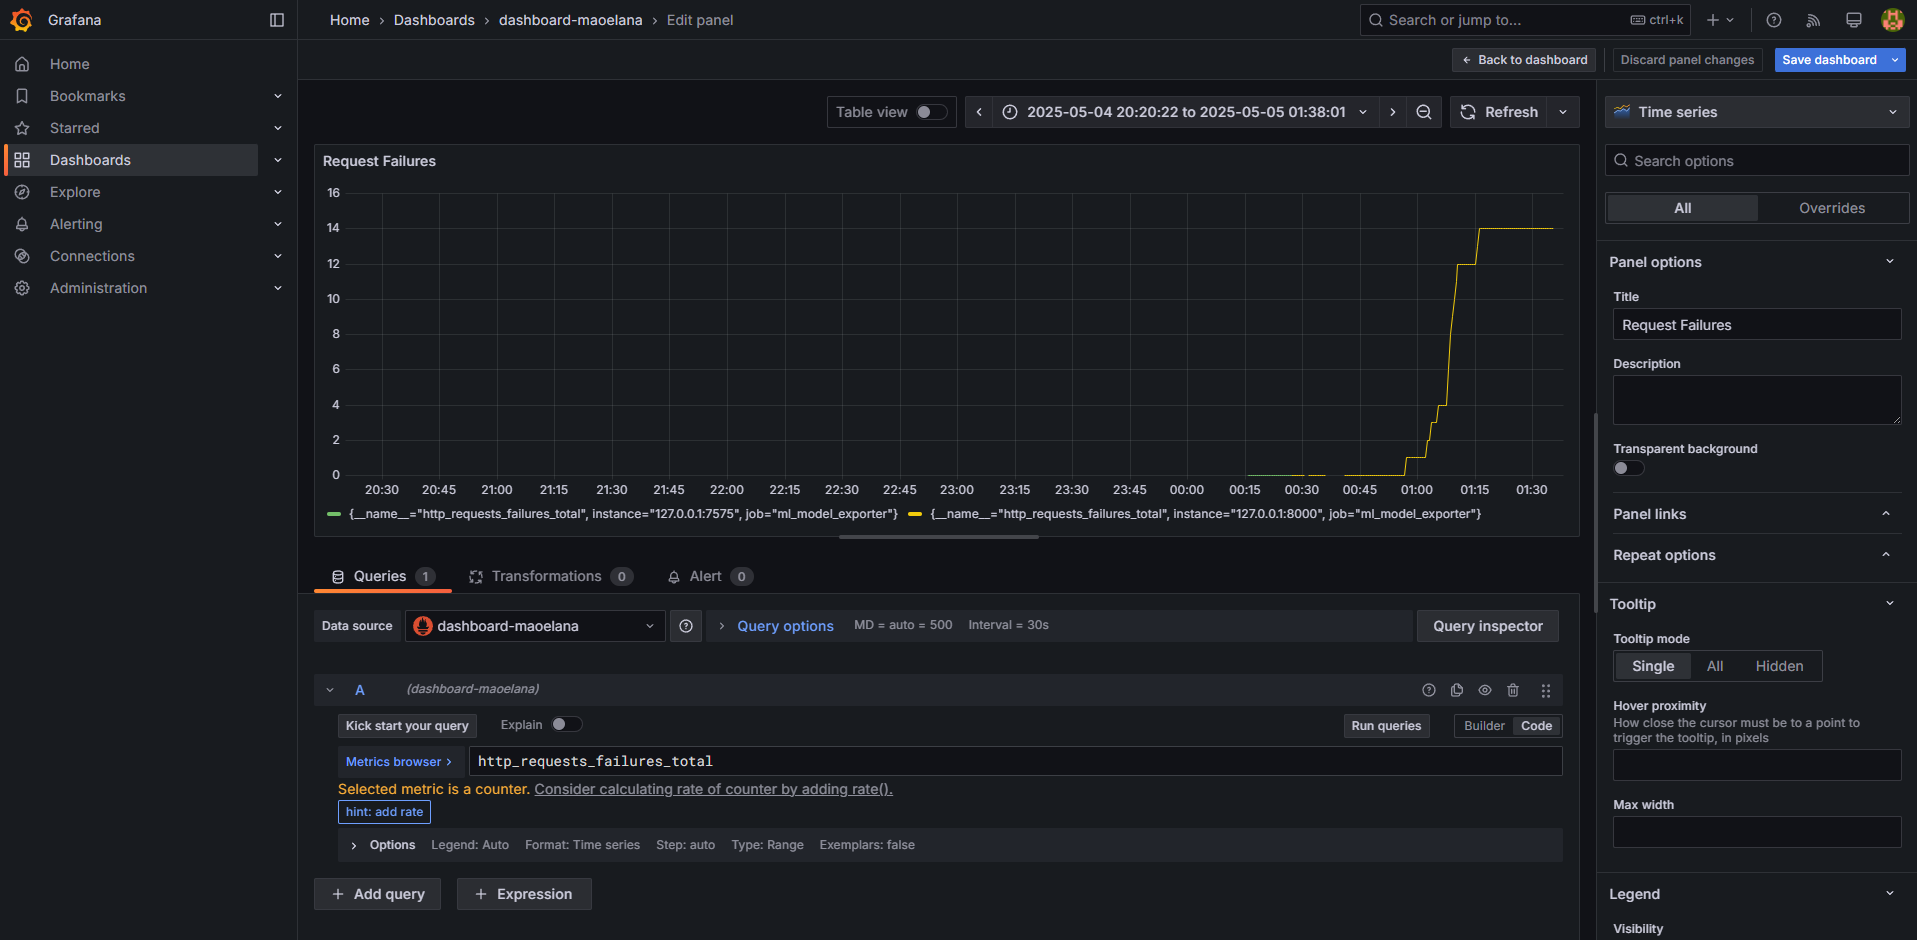 Grafana
Home › Dashboards › dashboard-maoelana › Edit panel
Search or jump to... ctrl+k
Back to dashboard
Discard panel changes
Save dashboard
Home
Bookmarks
Starred
Dashboards
Explore
Alerting
Connections
Administration
Table view
2025-05-04 20:20:22 to 2025-05-05 01:38:01
Refresh
Request Failures
16
14
12
10
8
6
4
2
0
20:30 20:45 21:00 21:15 21:30 21:45 22:00 22:15 22:30 22:45 23:00 23:15 23:30 23:45 00:00 00:15 00:30 00:45 01:00 01:15 01:30
{__name__="http_requests_failures_total", instance="127.0.0.1:7575", job="ml_model_exporter"} {__name__="http_requests_failures_total", instance="127.0.0.1:8000", job="ml_model_exporter"}
Queries 1 Transformations 0 Alert 0
Data source dashboard-maoelana Query options MD = auto = 500 Interval = 30s Query inspector
A (dashboard-maoelana)
Kick start your query Explain Run queries Builder Code
Metrics browser > http_requests_failures_total
Selected metric is a counter. Consider calculating rate of counter by adding rate().
hint: add rate
Options Legend: Auto Format: Time series Step: auto Type: Range Exemplars: false
+ Add query + Expression
Time series
Search options
All Overrides
Panel options
Title
Request Failures
Description
Transparent background
Panel links
Repeat options
Tooltip
Tooltip mode
Single All Hidden
Hover proximity
How close the cursor must be to a point to
trigger the tooltip, in pixels
Max width
Legend
Visibility